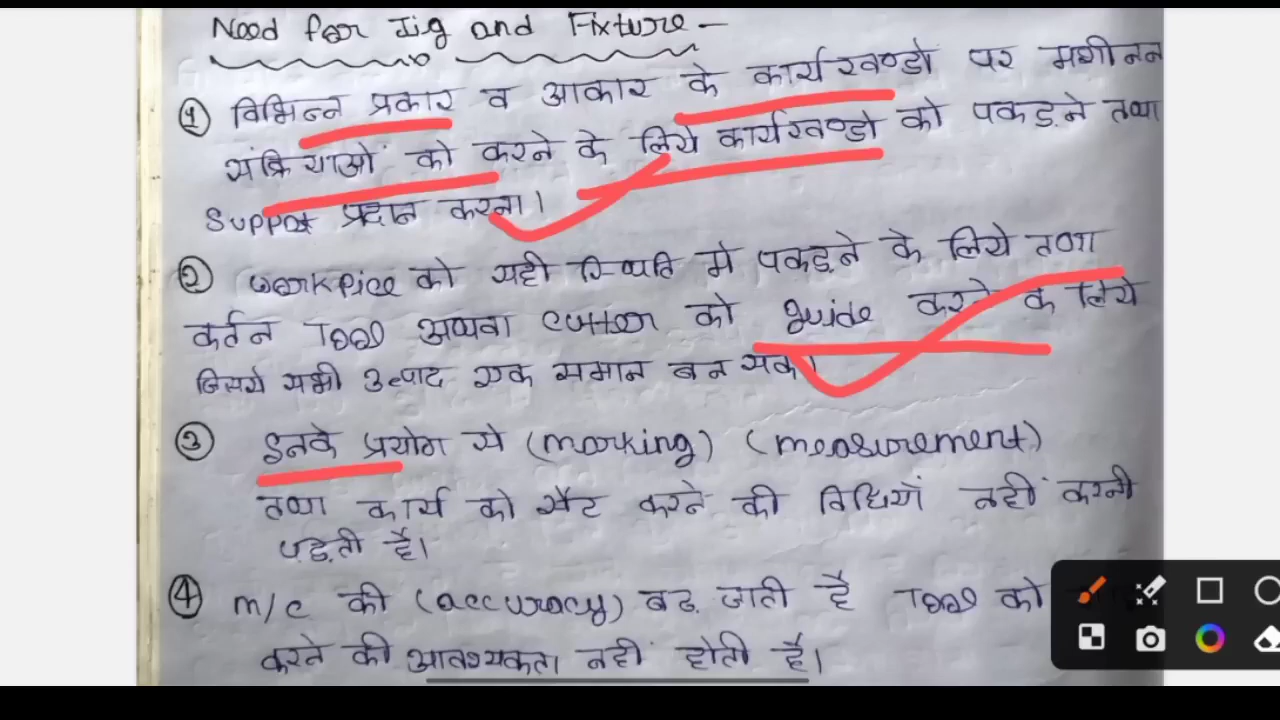 Need for Jig and Fixture –
① विभिन्न प्रकार व आकार के कार्यखण्डो पर मशीनन
संक्रियाओं को करने के लिये कार्यखण्डो को पकड़ने तथा
Support प्रदान करना।
② workpiece को सही स्थिति मे पकड़ने के लिये तथा
कर्तन Tool अथवा cutter को guide करने के लिये
जिससे सभी उत्पाद एक समान बन सक।
③ इनके प्रयोग से (marking) (measurement)
तथा कार्य को सैट करने की विधियाँ नहीं करनी
पड़ती है।
④ m/c की (accuracy) बढ़ जाती है Tool को
करने की आवश्यकता नहीं होती है।